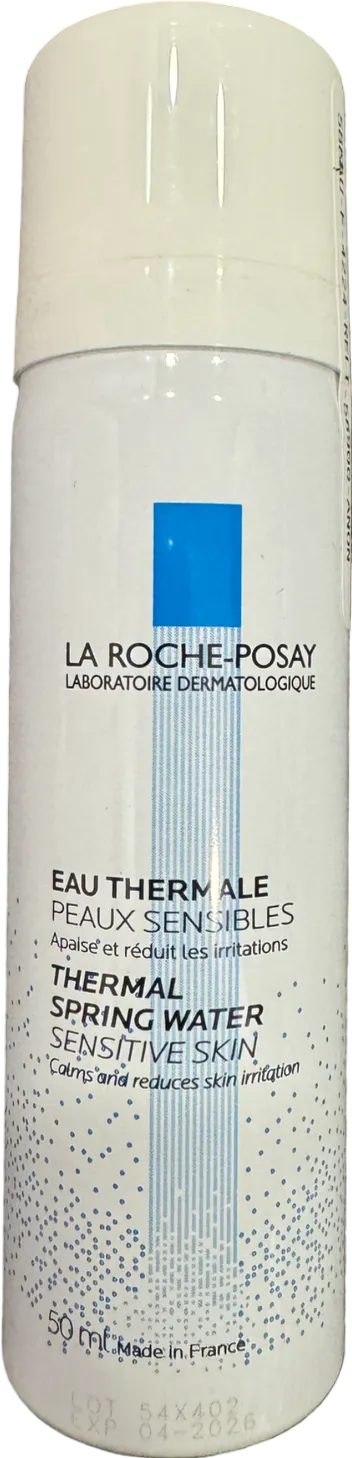 LA ROCHE-POSAY
LABORATOIRE DERMATOLOGIQUE
EAU THERMALE
PEAUX SENSIBLES
Apaise et réduit les irritations
THERMAL
SPRING WATER
SENSITIVE SKIN
Calms and reduces skin irritation
50 ml Made in France
LOT 54X402
EXP 04-2026